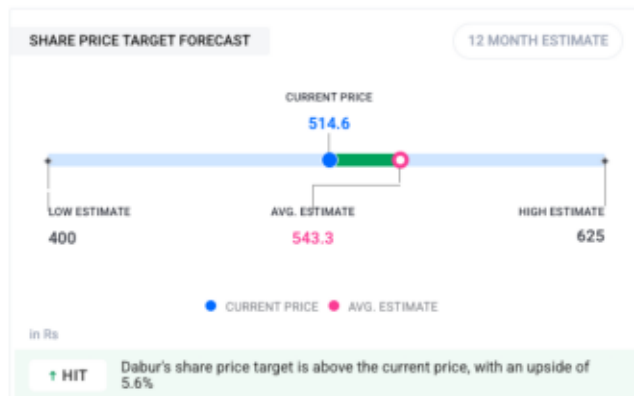 SHARE PRICE TARGET FORECAST
12 MONTH ESTIMATE
CURRENT PRICE
514.6
LOW ESTIMATE
AVG. ESTIMATE
HIGH ESTIMATE
400
543.3
625
CURRENT PRICE
AVG. ESTIMATE
in Rs
↑ HIT
Dabur's share price target is above the current price, with an upside of
5.6%